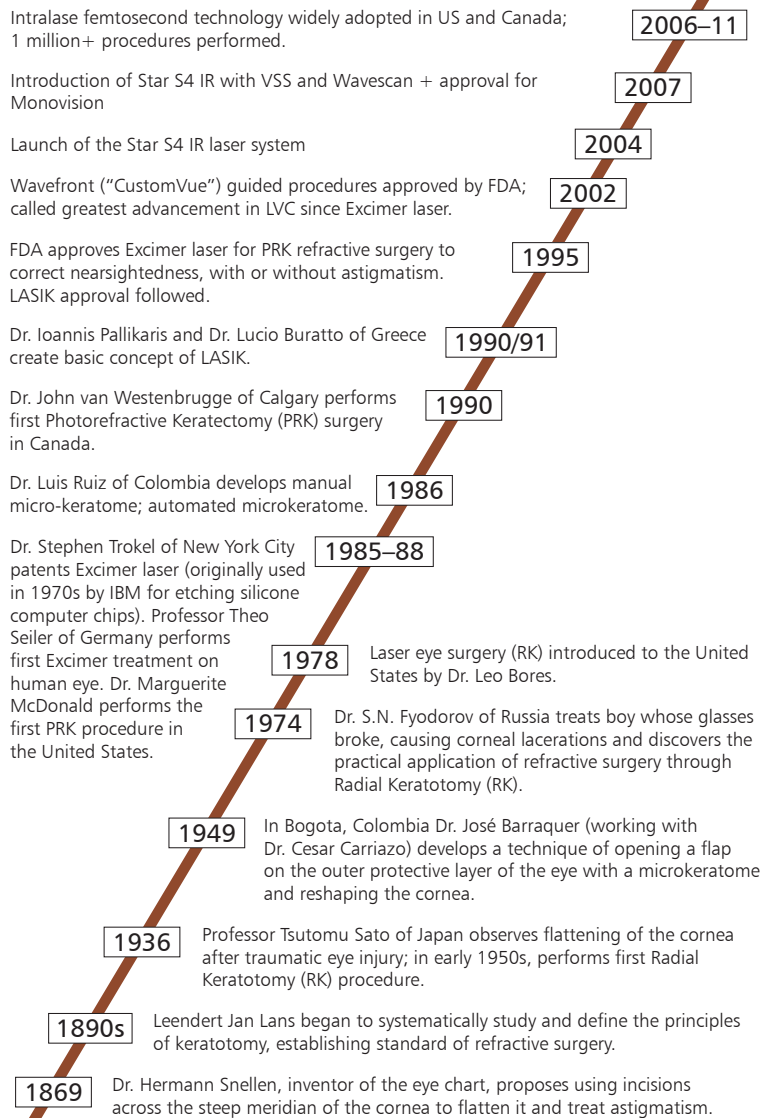 Intralase femtosecond technology widely adopted in US and Canada;
1 million+ procedures performed.
2006–11
Introduction of Star S4 IR with VSS and Wavescan + approval for
Monovision
2007
Launch of the Star S4 IR laser system
2004
Wavefront (“CustomVue”) guided procedures approved by FDA;
called greatest advancement in LVC since Excimer laser.
2002
FDA approves Excimer laser for PRK refractive surgery to
correct nearsightedness, with or without astigmatism.
LASIK approval followed.
1995
Dr. Ioannis Pallikaris and Dr. Lucio Buratto of Greece
create basic concept of LASIK.
1990/91
Dr. John van Westenbrugge of Calgary performs
first Photorefractive Keratectomy (PRK) surgery
in Canada.
1990
Dr. Luis Ruiz of Colombia develops manual
micro-keratome; automated microkeratome.
1986
Dr. Stephen Trokel of New York City
patents Excimer laser (originally used
in 1970s by IBM for etching silicone
computer chips). Professor Theo
Seiler of Germany performs
first Excimer treatment on
human eye. Dr. Marguerite
McDonald performs the
first PRK procedure in
the United States.
1985–88
1978
Laser eye surgery (RK) introduced to the United
States by Dr. Leo Bores.
1974
Dr. S.N. Fyodorov of Russia treats boy whose glasses
broke, causing corneal lacerations and discovers the
practical application of refractive surgery through
Radial Keratotomy (RK).
1949
In Bogota, Colombia Dr. José Barraquer (working with
Dr. Cesar Carriazo) develops a technique of opening a flap
on the outer protective layer of the eye with a microkeratome
and reshaping the cornea.
1936
Professor Tsutomu Sato of Japan observes flattening of the cornea
after traumatic eye injury; in early 1950s, performs first Radial
Keratotomy (RK) procedure.
1890s
Leendert Jan Lans began to systematically study and define the principles
of keratotomy, establishing standard of refractive surgery.
1869
Dr. Hermann Snellen, inventor of the eye chart, proposes using incisions
across the steep meridian of the cornea to flatten it and treat astigmatism.